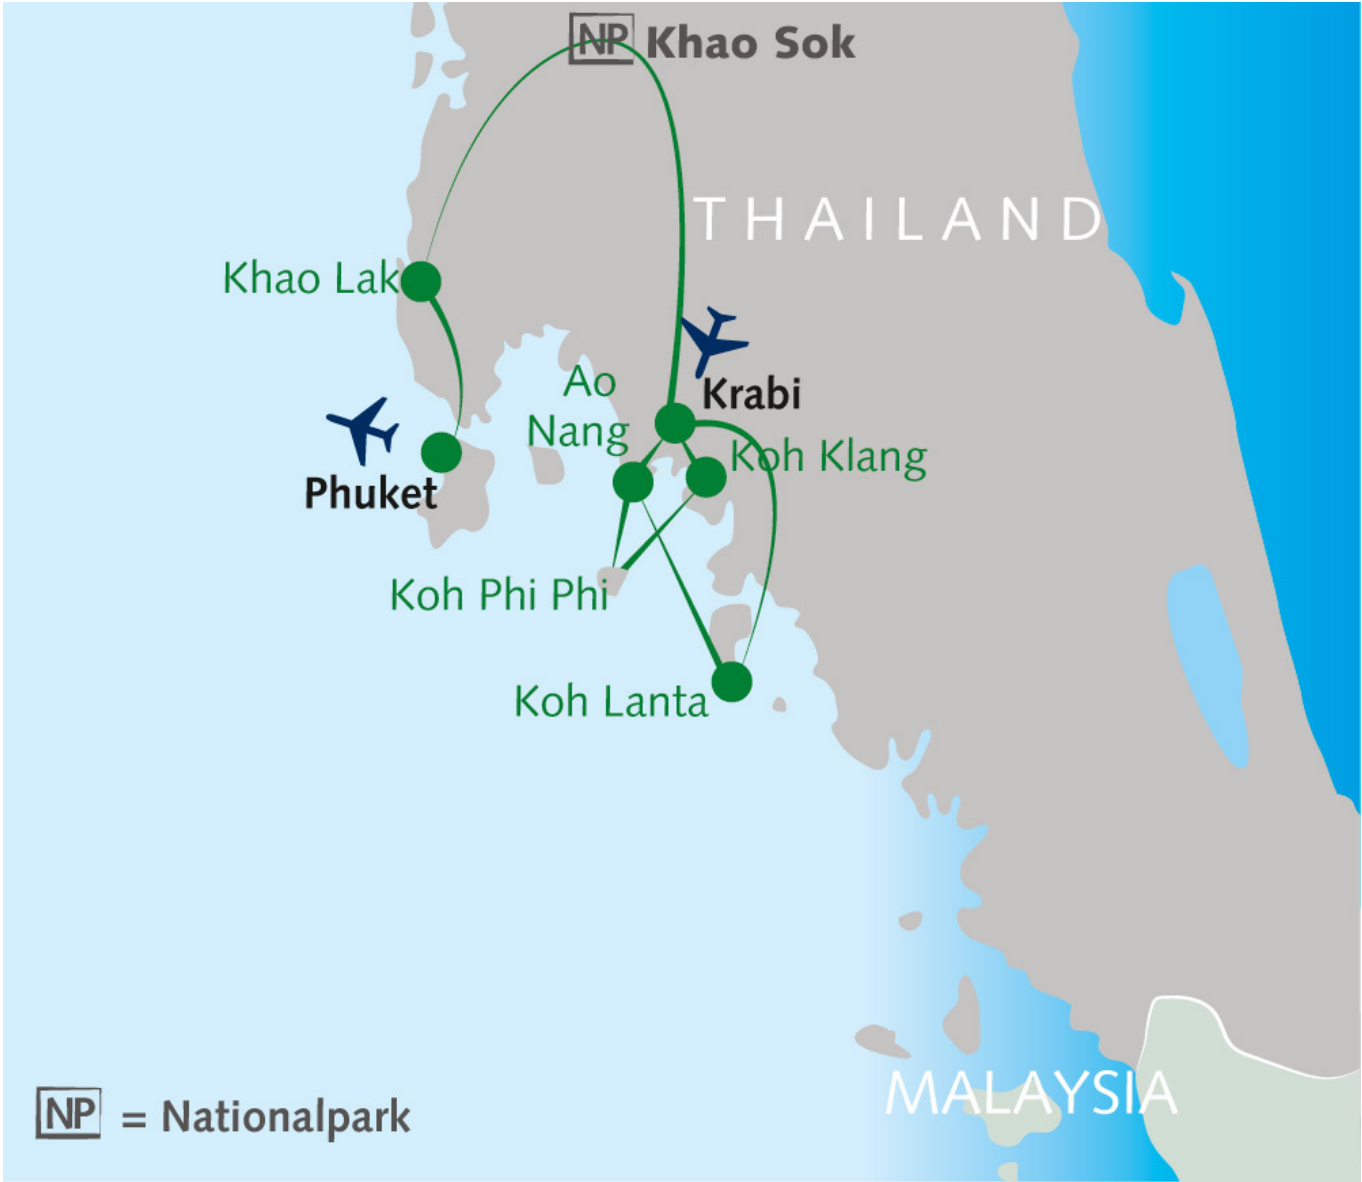 NP Khao Sok
THAILAND
Khao Lak
Ao
Nang
Krabi
Koh Klang
Phuket
Koh Phi Phi
Koh Lanta
MALAYSIA
NP = Nationalpark